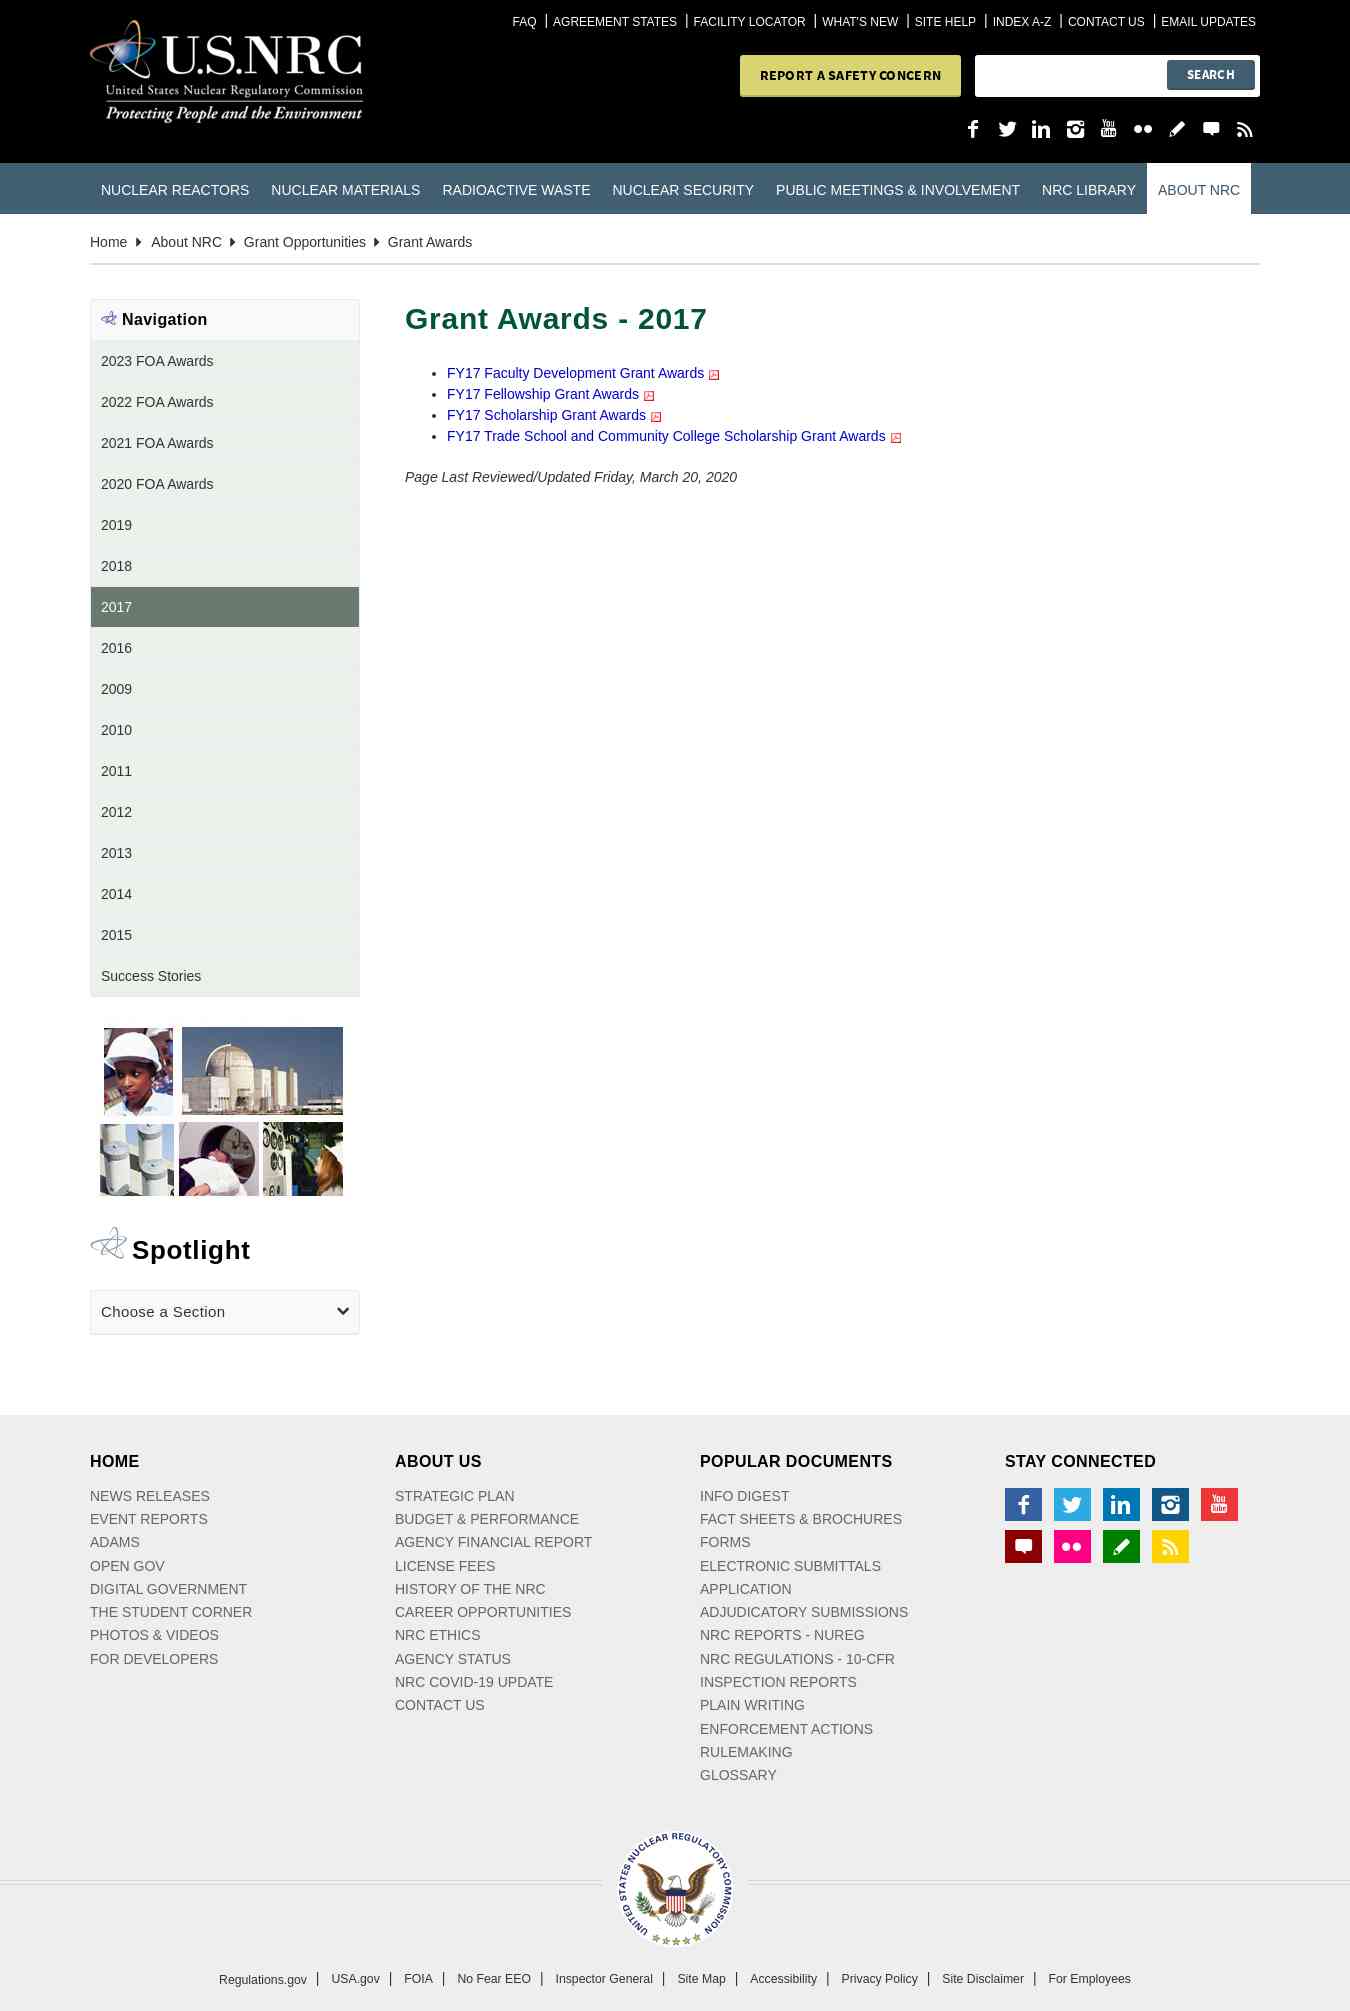 FAQ | AGREEMENT STATES | FACILITY LOCATOR | WHAT'S NEW | SITE HELP | INDEX A-Z | CONTACT US | EMAIL UPDATES
U.S.NRC
United States Nuclear Regulatory Commission
Protecting People and the Environment
REPORT A SAFETY CONCERN
SEARCH
You Tube
NUCLEAR REACTORS NUCLEAR MATERIALS RADIOACTIVE WASTE NUCLEAR SECURITY PUBLIC MEETINGS & INVOLVEMENT NRC LIBRARY ABOUT NRC
Home About NRC Grant Opportunities Grant Awards
Navigation
2023 FOA Awards
2022 FOA Awards
2021 FOA Awards
2020 FOA Awards
2019
2018
2017
2016
2009
2010
2011
2012
2013
2014
2015
Success Stories
Grant Awards - 2017
FY17 Faculty Development Grant Awards
FY17 Fellowship Grant Awards
FY17 Scholarship Grant Awards
FY17 Trade School and Community College Scholarship Grant Awards
Page Last Reviewed/Updated Friday, March 20, 2020
Spotlight
Choose a Section
HOME
NEWS RELEASES
EVENT REPORTS
ADAMS
OPEN GOV
DIGITAL GOVERNMENT
THE STUDENT CORNER
PHOTOS & VIDEOS
FOR DEVELOPERS
ABOUT US
STRATEGIC PLAN
BUDGET & PERFORMANCE
AGENCY FINANCIAL REPORT
LICENSE FEES
HISTORY OF THE NRC
CAREER OPPORTUNITIES
NRC ETHICS
AGENCY STATUS
NRC COVID-19 UPDATE
CONTACT US
POPULAR DOCUMENTS
INFO DIGEST
FACT SHEETS & BROCHURES
FORMS
ELECTRONIC SUBMITTALS
APPLICATION
ADJUDICATORY SUBMISSIONS
NRC REPORTS - NUREG
NRC REGULATIONS - 10-CFR
INSPECTION REPORTS
PLAIN WRITING
ENFORCEMENT ACTIONS
RULEMAKING
GLOSSARY
STAY CONNECTED
You Tube
UNITED STATES NUCLEAR REGULATORY COMMISSION
Regulations.gov | USA.gov | FOIA | No Fear EEO | Inspector General | Site Map | Accessibility | Privacy Policy | Site Disclaimer | For Employees